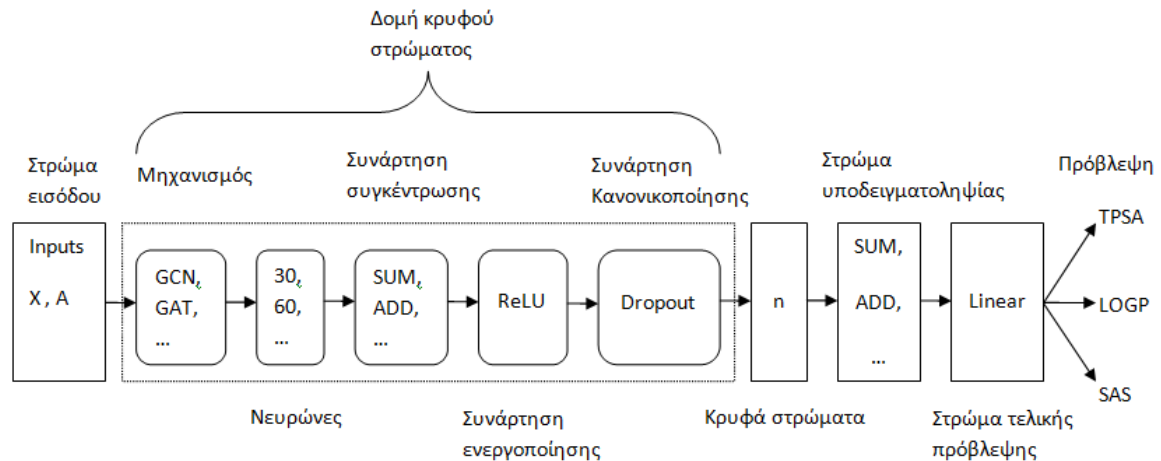 Δομή κρυφού
στρώματος
Στρώμα
εισόδου
Μηχανισμός
Συνάρτηση
συγκέντρωσης
Συνάρτηση
Κανονικοποίησης
Στρώμα
υποδειγματοληψίας
Πρόβλεψη
Inputs
X , A
GCN,
GAT,
...
30,
60,
...
SUM,
ADD,
...
ReLU
Dropout
n
SUM,
ADD,
...
Linear
TPSA
LOGP
SAS
Νευρώνες
Συνάρτηση
ενεργοποίησης
Κρυφά στρώματα
Στρώμα τελικής
πρόβλεψης